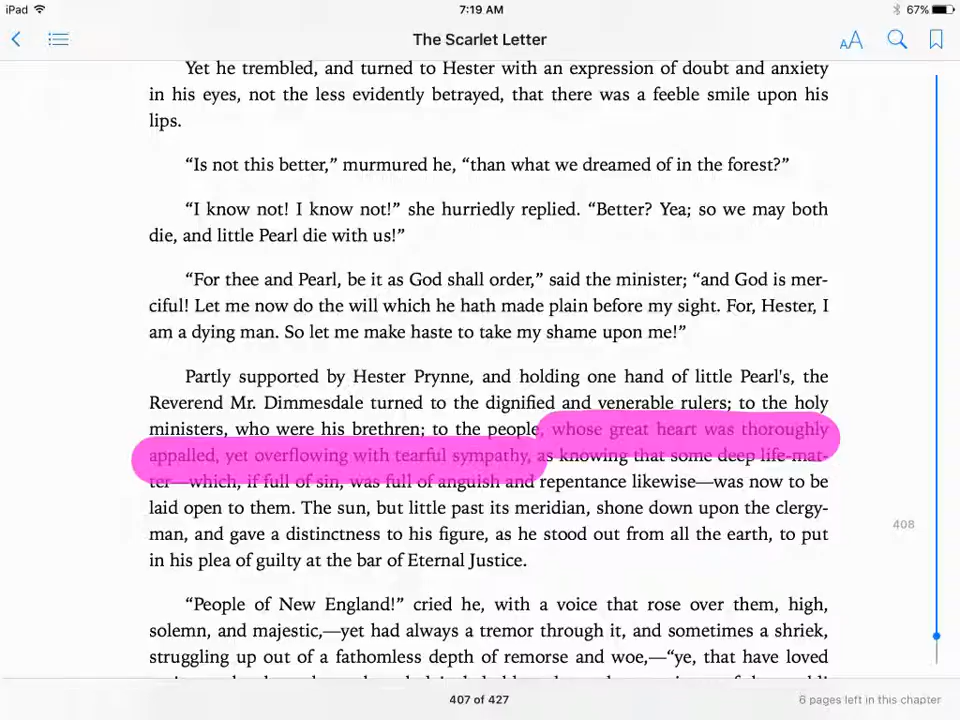 iPad 7:19 AM 67%
The Scarlet Letter AA
Yet he trembled, and turned to Hester with an expression of doubt and anxiety
in his eyes, not the less evidently betrayed, that there was a feeble smile upon his
lips.
“Is not this better,” murmured he, “than what we dreamed of in the forest?”
“I know not! I know not!” she hurriedly replied. “Better? Yea; so we may both
die, and little Pearl die with us!”
“For thee and Pearl, be it as God shall order,” said the minister; “and God is mer-
ciful! Let me now do the will which he hath made plain before my sight. For, Hester, I
am a dying man. So let me make haste to take my shame upon me!”
Partly supported by Hester Prynne, and holding one hand of little Pearl's, the
Reverend Mr. Dimmesdale turned to the dignified and venerable rulers; to the holy
ministers, who were his brethren; to the people, whose great heart was thoroughly
appalled, yet overflowing with tearful sympathy, as knowing that some deep life-mat-
ter—which, if full of sin, was full of anguish and repentance likewise—was now to be
laid open to them. The sun, but little past its meridian, shone down upon the clergy-
man, and gave a distinctness to his figure, as he stood out from all the earth, to put
in his plea of guilty at the bar of Eternal Justice.
408
“People of New England!” cried he, with a voice that rose over them, high,
solemn, and majestic,—yet had always a tremor through it, and sometimes a shriek,
struggling up out of a fathomless depth of remorse and woe,—“ye, that have loved
407 of 427 6 pages left in this chapter